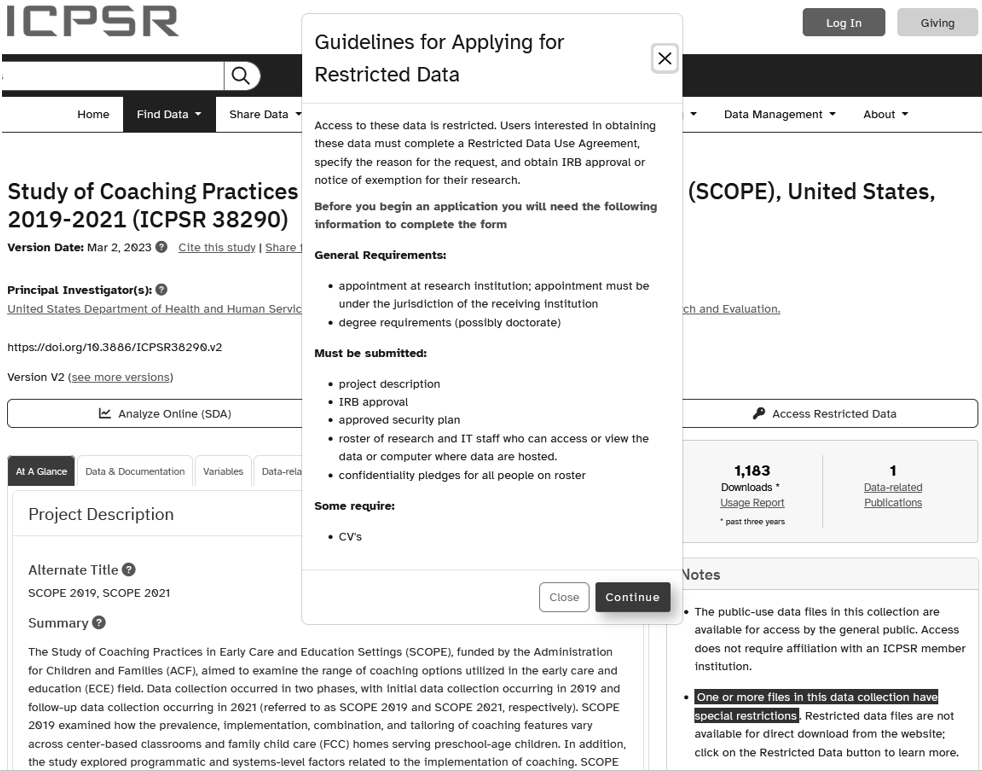 ICPSR
Log In
Giving
Home
Find Data
Share Data
Data Management
About
Study of Coaching Practices
(SCOPE), United States,
2019-2021 (ICPSR 38290)
Version Date: Mar 2, 2023 Cite this study | Share
Principal Investigator(s):
United States Department of Health and Human
and Evaluation.
https://doi.org/10.3886/ICPSR38290.v2
Version V2 (see more versions)
Analyze Online (SDA)
Access Restricted Data
At A Glance
Data & Documentation
Variables
Project Description
Alternate Title
SCOPE 2019, SCOPE 2021
Summary
The Study of Coaching Practices in Early Care and Education Settings (SCOPE), funded by the Administration
for Children and Families (ACF), aimed to examine the range of coaching options utilized in the early care and
education (ECE) field. Data collection occurred in two phases, with initial data collection occurring in 2019 and
follow-up data collection occurring in 2021 (referred to as SCOPE 2019 and SCOPE 2021, respectively). SCOPE
2019 examined how the prevalence, implementation, combination, and tailoring of coaching features vary
across center-based classrooms and family child care (FCC) homes serving preschool-age children. In addition,
the study explored programmatic and systems-level factors related to the implementation of coaching. SCOPE
Guidelines for Applying for
Restricted Data
Access to these data is restricted. Users interested in obtaining
these data must complete a Restricted Data Use Agreement,
specify the reason for the request, and obtain IRB approval or
notice of exemption for their research.
Before you begin an application you will need the following
information to complete the form
General Requirements:
• appointment at research institution; appointment must be
under the jurisdiction of the receiving institution
• degree requirements (possibly doctorate)
Must be submitted:
• project description
• IRB approval
• approved security plan
• roster of research and IT staff who can access or view the
data or computer where data are hosted.
• confidentiality pledges for all people on roster
Some require:
• CV's
Close
Continue
1,183
Downloads *
Usage Report
* past three years
1
Data-related
Publications
Notes
• The public-use data files in this collection are
available for access by the general public. Access
does not require affiliation with an ICPSR member
institution.
• One or more files in this data collection have
special restrictions. Restricted data files are not
available for direct download from the website;
click on the Restricted Data button to learn more.